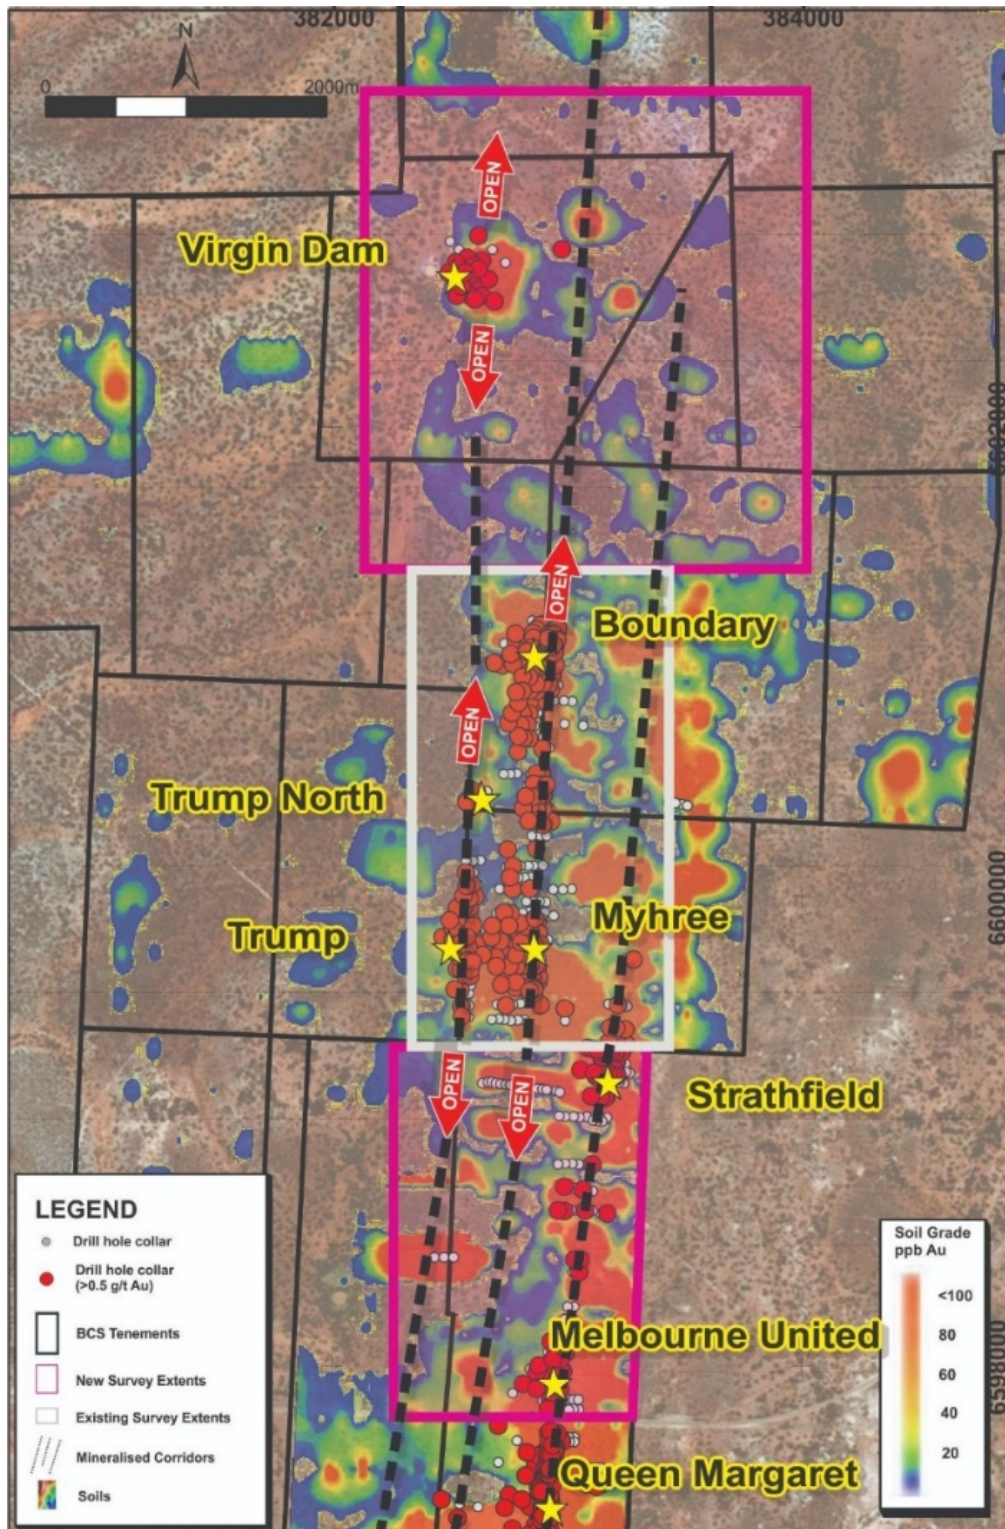 382000
384000
N
0
2000m
OPEN
Virgin Dam
OPEN
6602000
OPEN
Boundary
OPEN
Trump North
6600000
Myhree
Trump
OPEN
OPEN
Strathfield
LEGEND
Drill hole collar
Drill hole collar
(>0.5 g/t Au)
BCS Tenements
New Survey Extents
Existing Survey Extents
Mineralised Corridors
Soils
Soil Grade
ppb Au
<100
80
60
40
20
Melbourne United
6598000
Queen Margaret